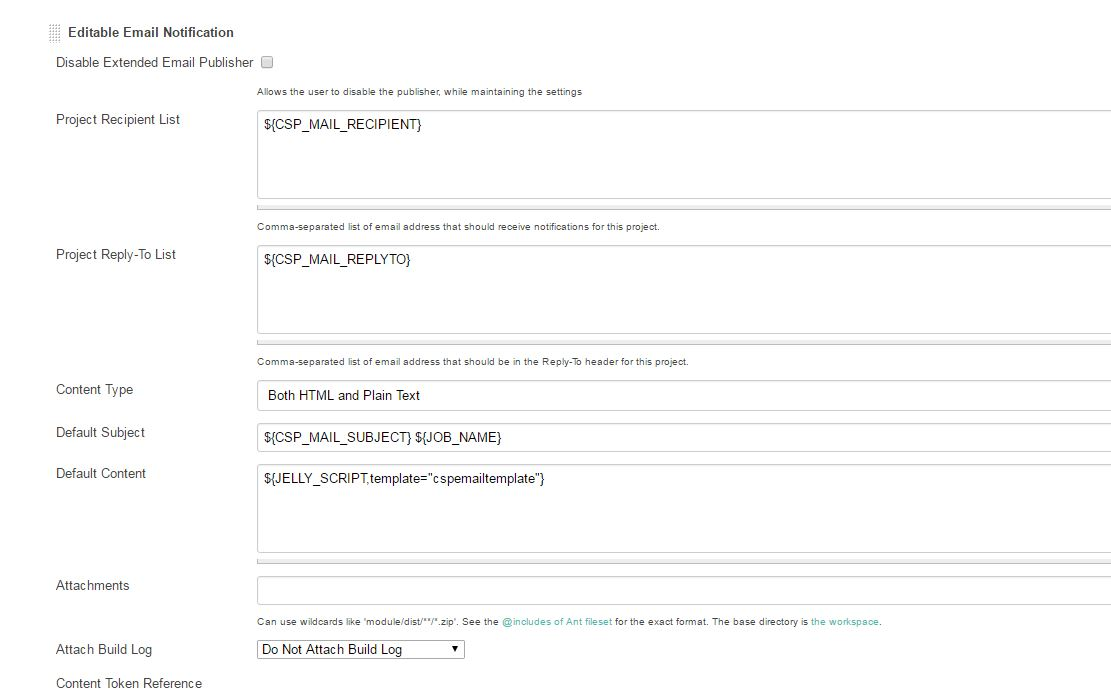 Editable Email Notification
Disable Extended Email Publisher
Allows the user to disable the publisher, while maintaining the settings
Project Recipient List
${CSP_MAIL_RECIPIENT}
Comma-separated list of email address that should receive notifications for this project.
Project Reply-To List
${CSP_MAIL_REPLYTO}
Comma-separated list of email address that should be in the Reply-To header for this project.
Content Type
Both HTML and Plain Text
Default Subject
${CSP_MAIL_SUBJECT} ${JOB_NAME}
Default Content
${JELLY_SCRIPT,template="cspemailtemplate"}
Attachments
Can use wildcards like 'module/dist/**/*.zip'. See the @includes of Ant fileset for the exact format. The base directory is the workspace.
Attach Build Log
Do Not Attach Build Log
Content Token Reference